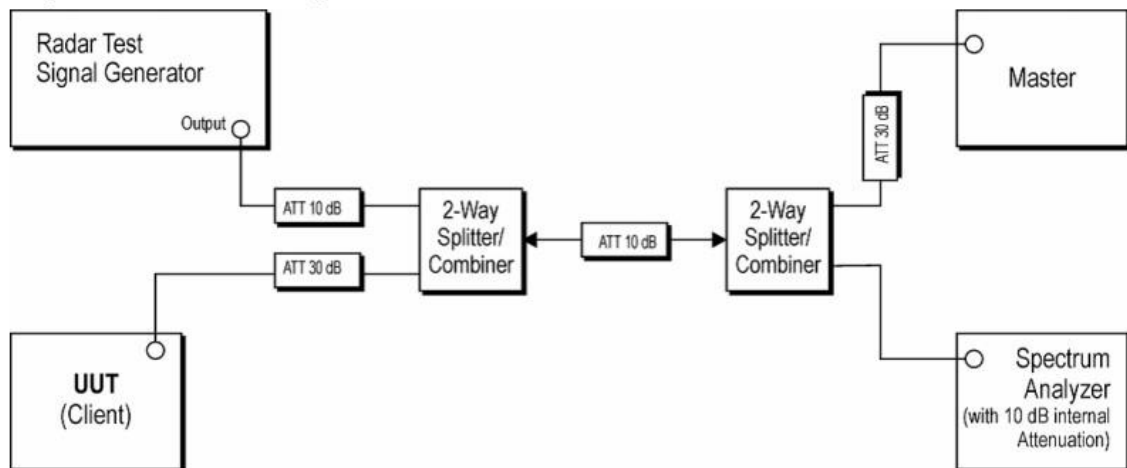 Radar Test
Signal Generator
Output
ATT 10 dB
ATT 30 dB
2-Way
Splitter/
Combiner
ATT 10 dB
2-Way
Splitter/
Combiner
ATT 30 dB
Master
UUT
(Client)
Spectrum
Analyzer
(with 10 dB internal
Attenuation)